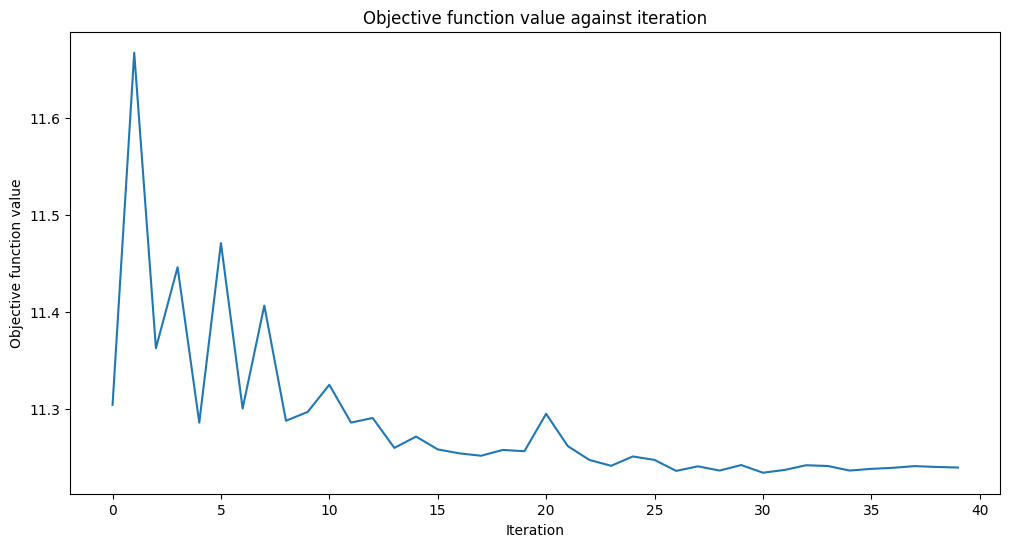 Objective function value against iteration
Objective function value
11.6
11.5
11.4
11.3
0 5 10 15 20 25 30 35 40
Iteration